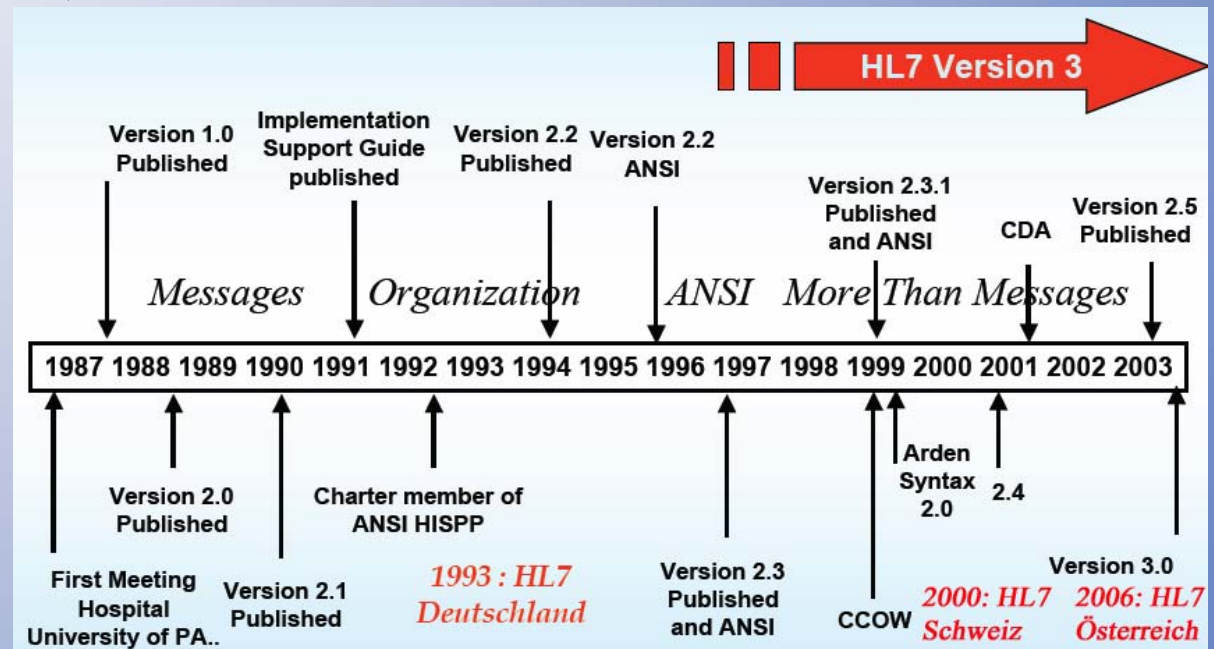 HL7 Version 3
Version 1.0
Published
Implementation
Support Guide
published
Version 2.2
Published
Version 2.2
ANSI
Version 2.3.1
Published
and ANSI
CDA
Version 2.5
Published
Messages
Organization
ANSI
More Than Messages
1987 1988 1989 1990 1991 1992 1993 1994 1995 1996 1997 1998 1999 2000 2001 2002 2003
First Meeting
Hospital
University of PA..
Version 2.0
Published
Version 2.1
Published
Charter member of
ANSI HISPP
1993 : HL7
Deutschland
Version 2.3
Published
and ANSI
CCOW
Arden
Syntax
2.0
2.4
2000: HL7
Schweiz
Version 3.0
2006: HL7
Österreich